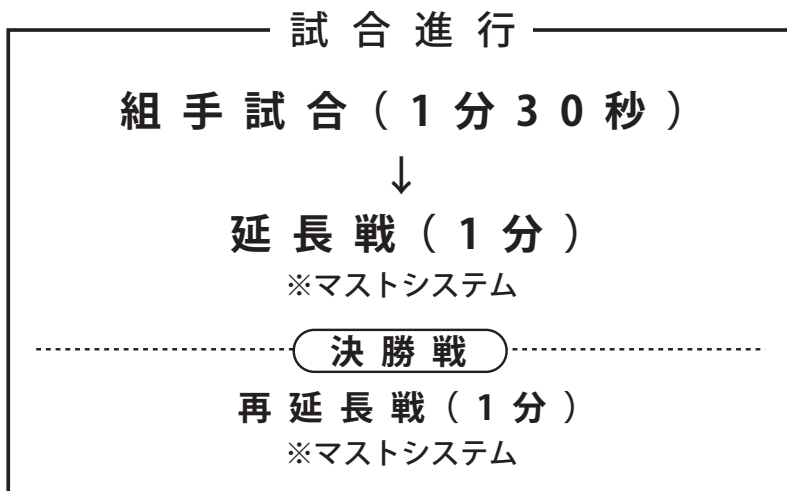 試合進行
組手試合（1分30秒）
↓
延長戦（1分）
※マストシステム
決勝戦
再延長戦（1分）
※マストシステム